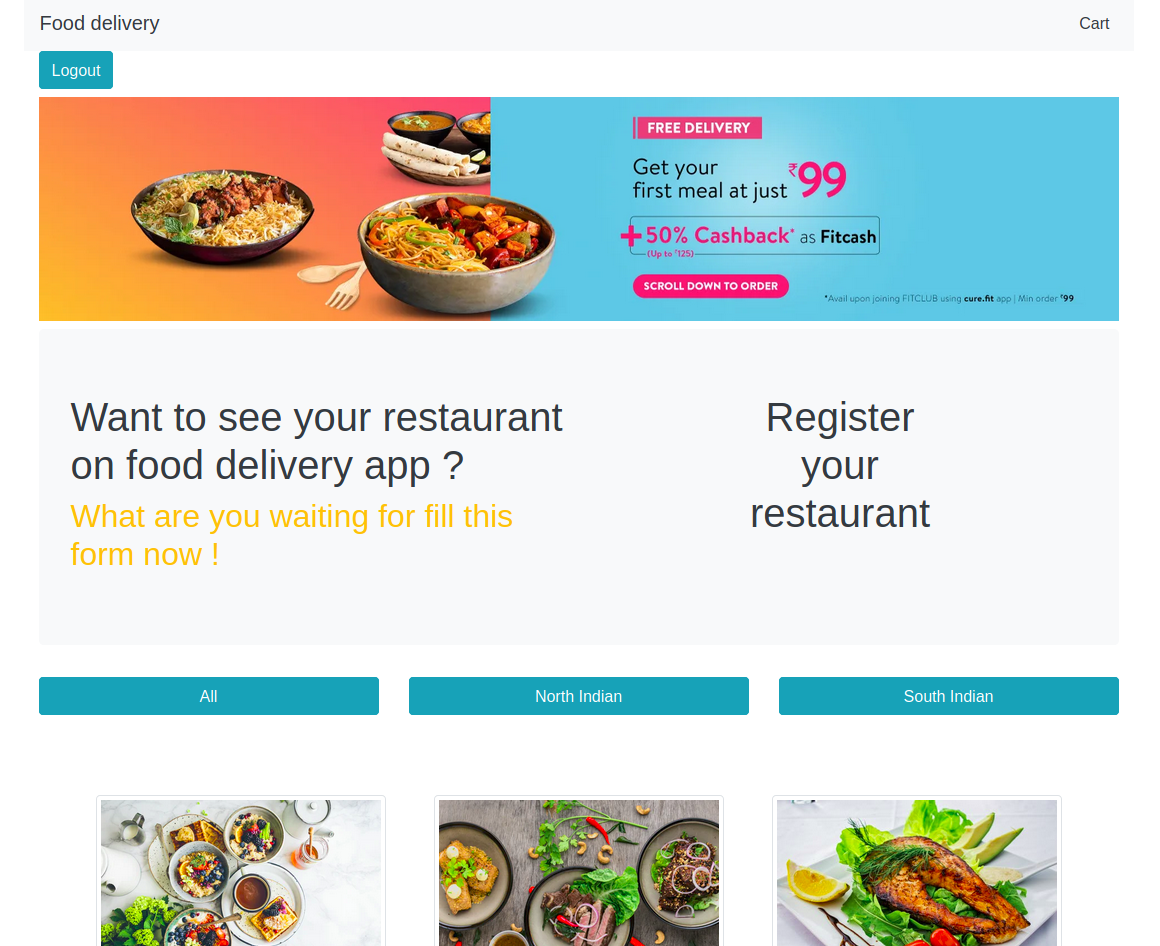 Food delivery
Cart
Logout
FREE DELIVERY
Get your
first meal at just ₹99
+ 50% Cashback* as Fitcash
(Up to ₹125)
SCROLL DOWN TO ORDER
*Avail upon joining FITCLUB using cure.fit app | Min order ₹99
Want to see your restaurant
on food delivery app ?
What are you waiting for fill this
form now !
Register
your
restaurant
All
North Indian
South Indian